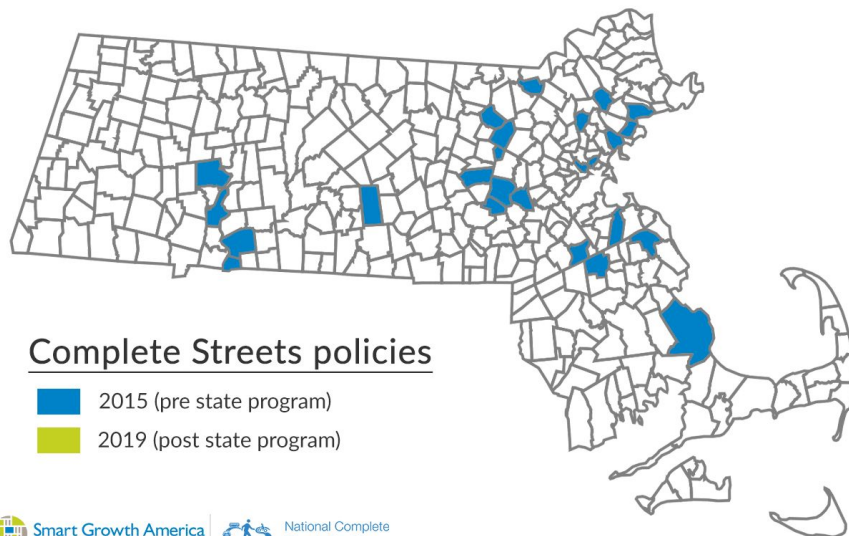 Complete Streets policies
2015 (pre state program)
2019 (post state program)
Smart Growth America
National Complete